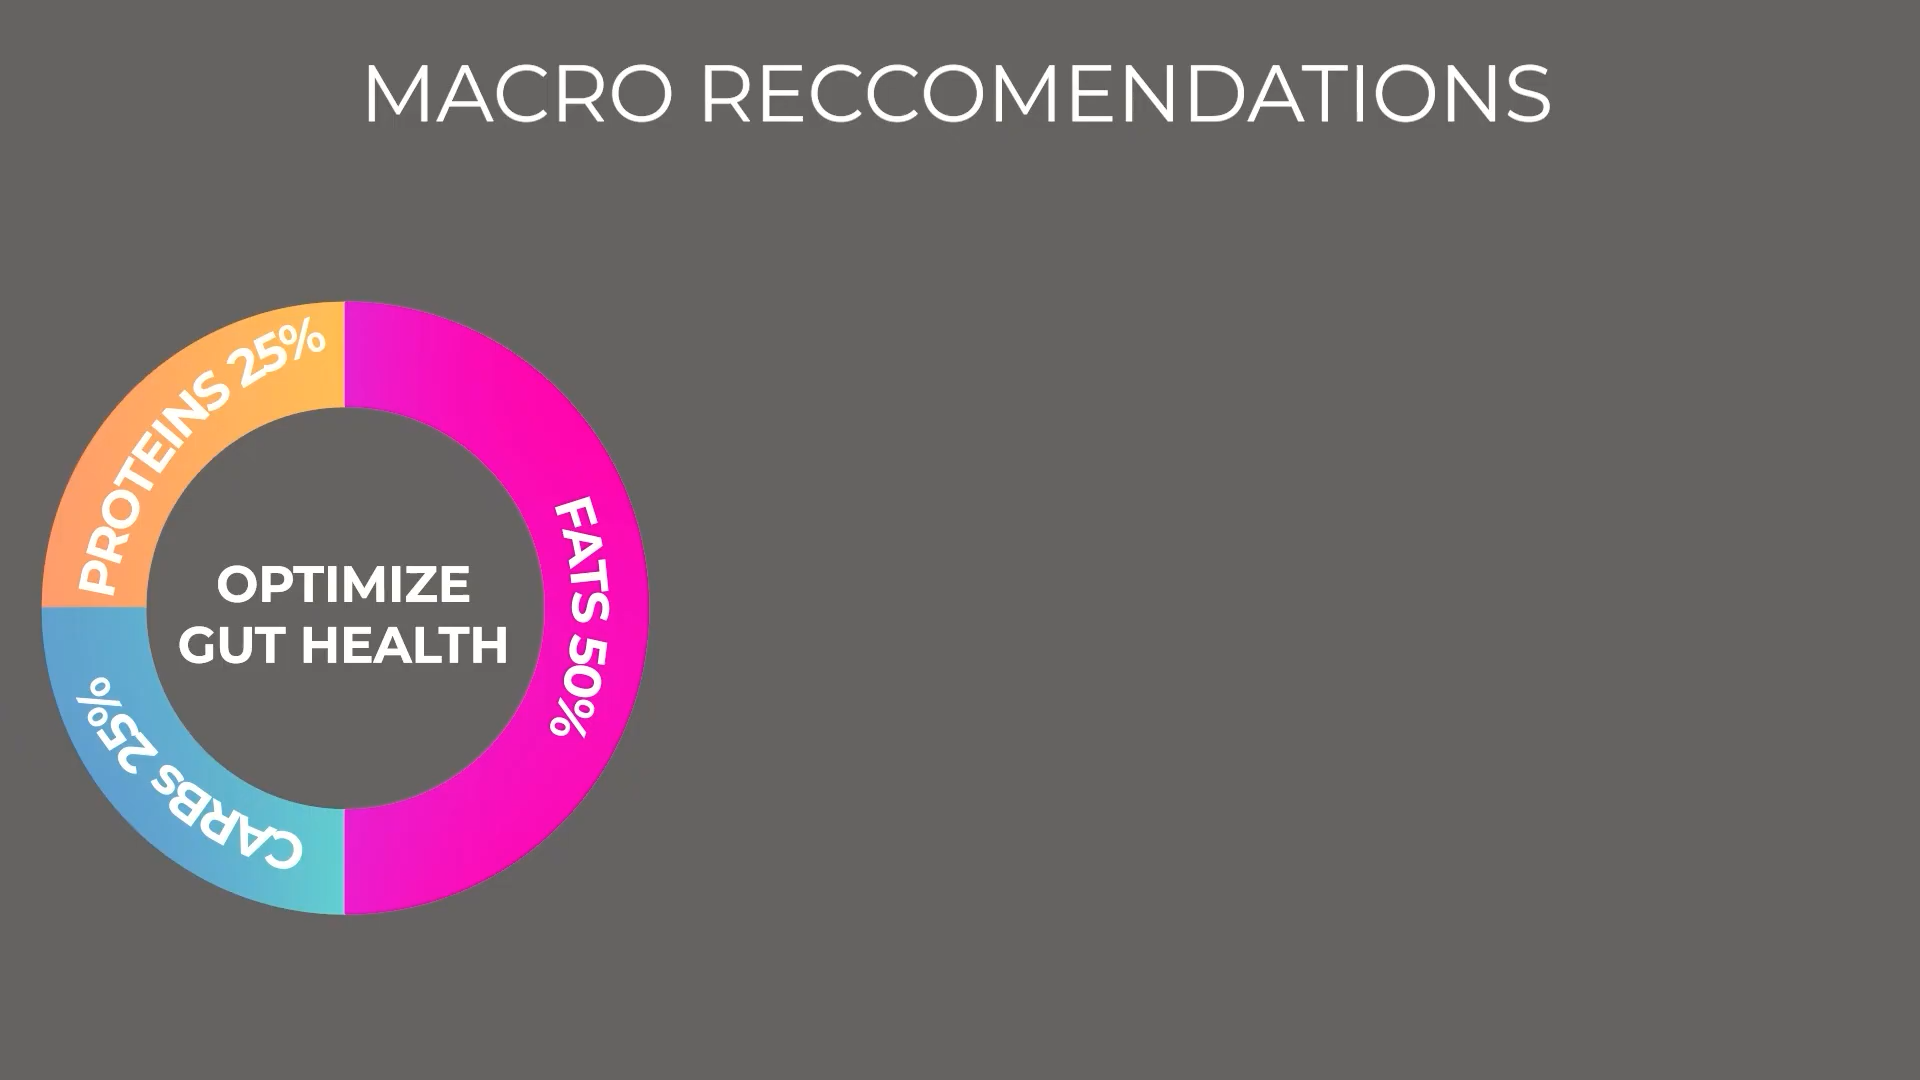 MACRO RECCOMENDATIONS
PROTEINS 25%
FATS 50%
OPTIMIZE
GUT HEALTH
CARBs 25%